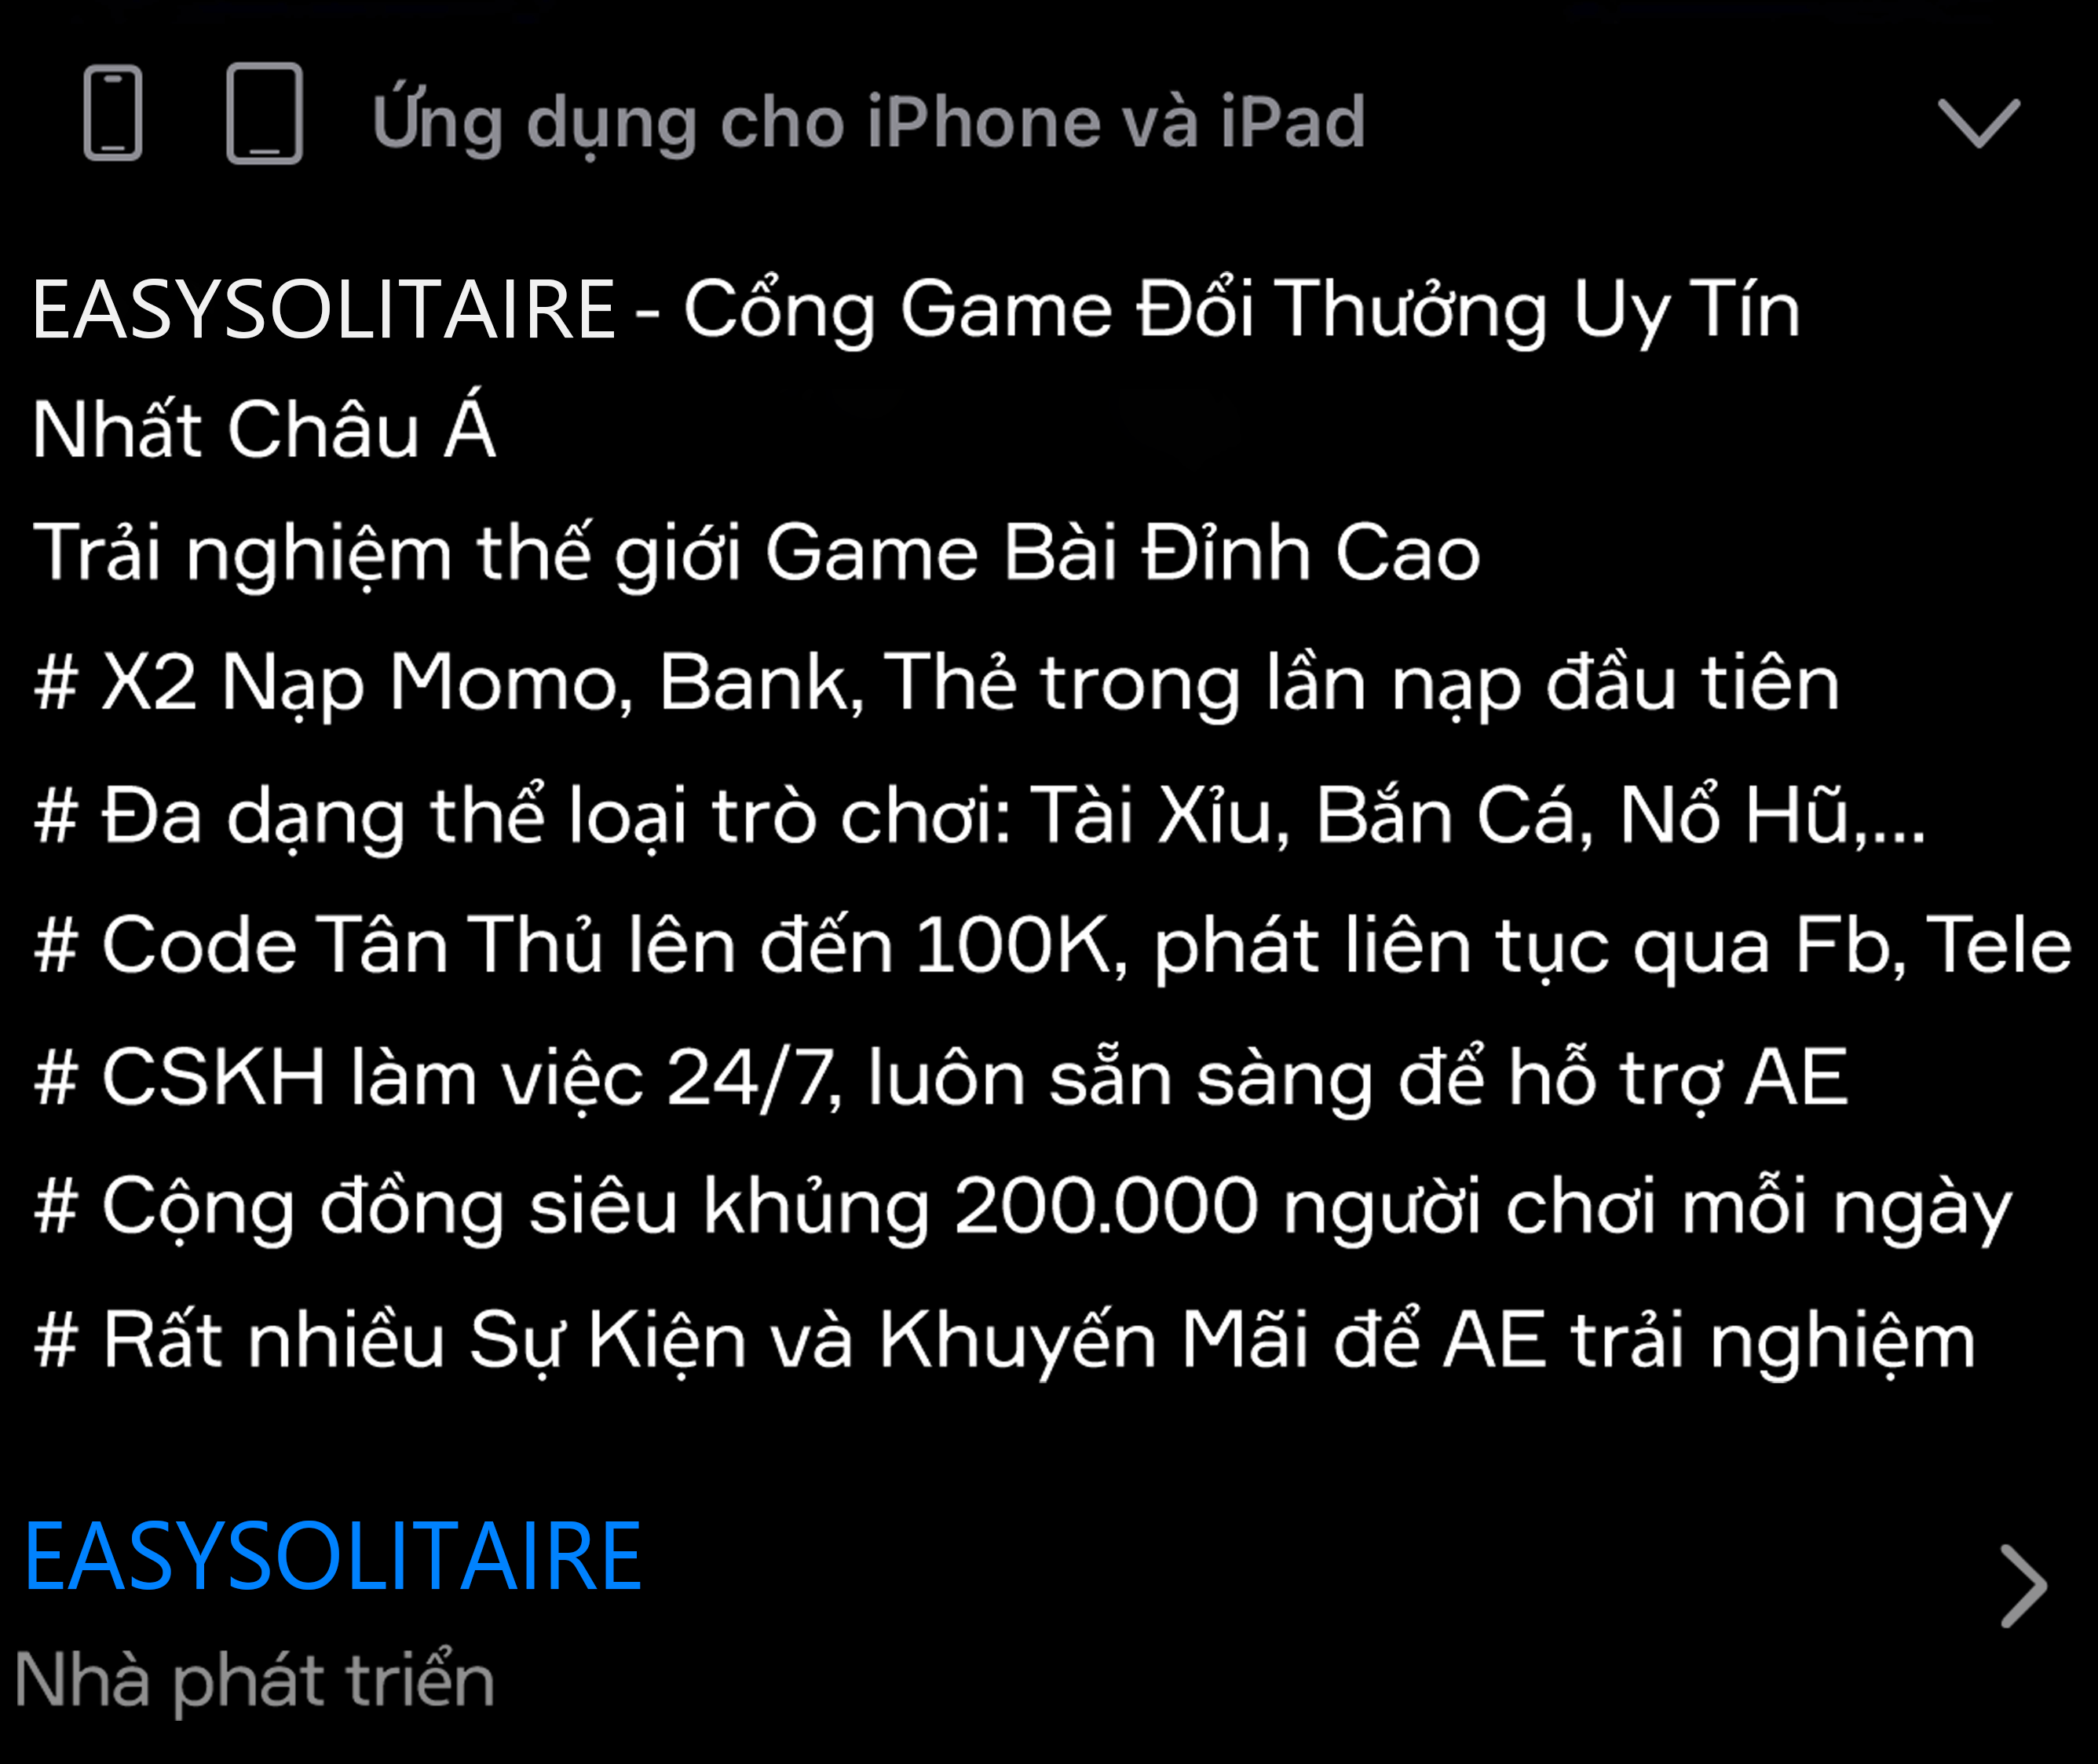 Ứng dụng cho iPhone và iPad
EASYSOLITAIRE - Cổng Game Đổi Thưởng Uy Tín
Nhất Châu Á
Trải nghiệm thế giới Game Bài Đỉnh Cao
# X2 Nạp Momo, Bank, Thẻ trong lần nạp đầu tiên
# Đa dạng thể loại trò chơi: Tài Xỉu, Bắn Cá, Nổ Hũ,...
# Code Tân Thủ lên đến 100K, phát liên tục qua Fb, Tele
# CSKH làm việc 24/7, luôn sẵn sàng để hỗ trợ AE
# Cộng đồng siêu khủng 200.000 người chơi mỗi ngày
# Rất nhiều Sự Kiện và Khuyến Mãi để AE trải nghiệm
EASYSOLITAIRE
Nhà phát triển